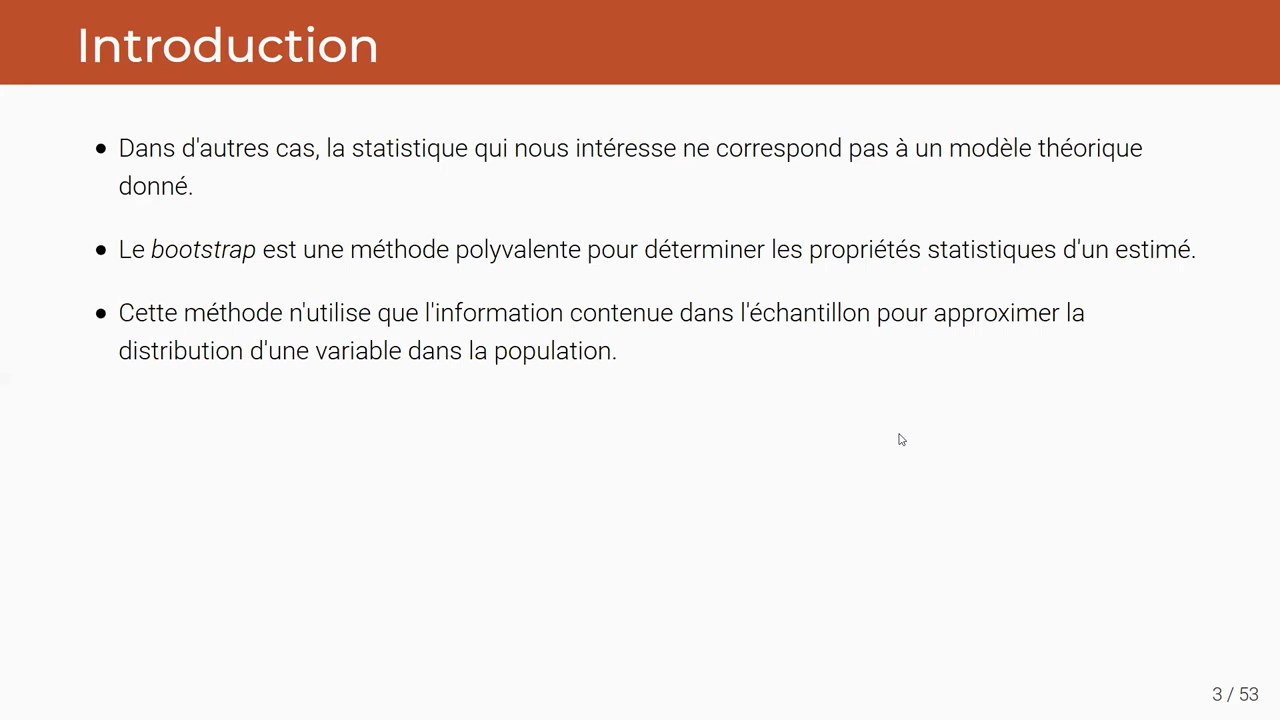 Introduction
• Dans d'autres cas, la statistique qui nous intéresse ne correspond pas à un modèle théorique
donné.
• Le bootstrap est une méthode polyvalente pour déterminer les propriétés statistiques d'un estimé.
• Cette méthode n'utilise que l'information contenue dans l'échantillon pour approximer la
distribution d'une variable dans la population.
3 / 53